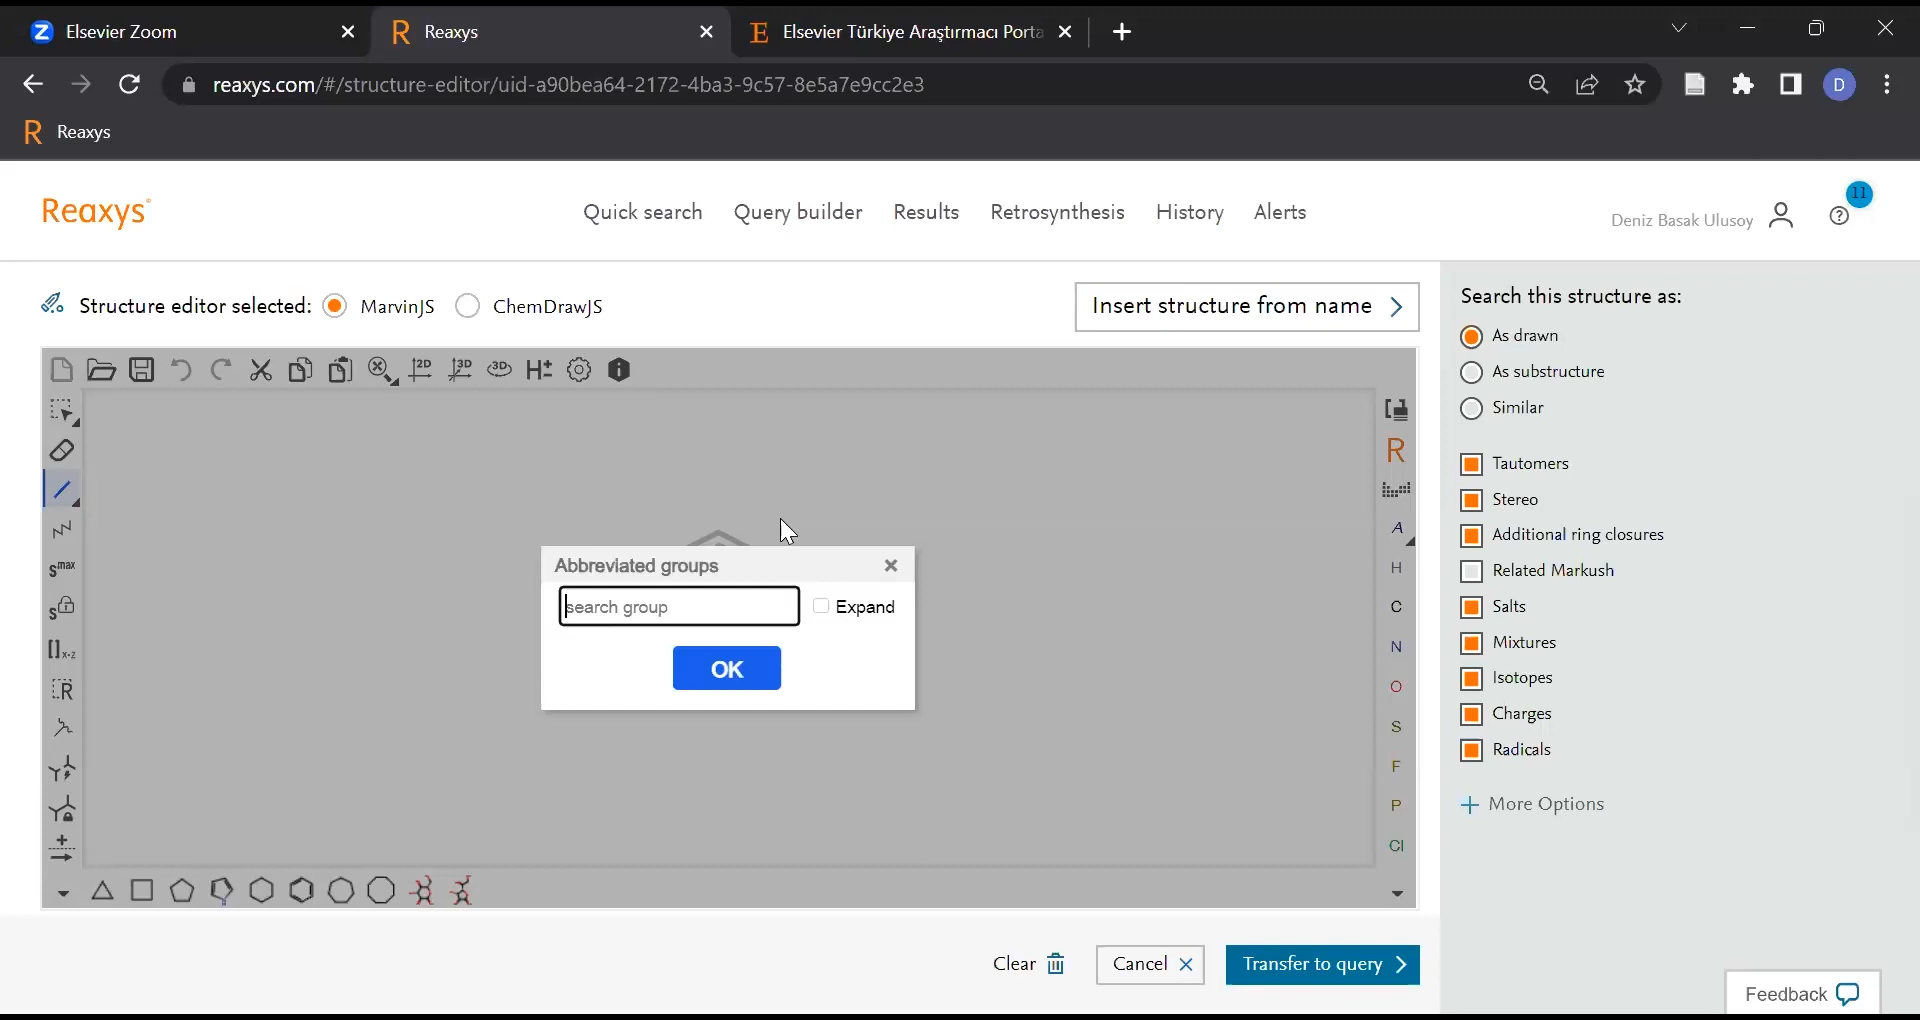 Elsevier Zoom
Reaxys
Elsevier Türkiye Araştırmacı Porta
reaxys.com/#/structure-editor/uid-a90bea64-2172-4ba3-9c57-8e5a7e9cc2e3
D
R Reaxys
Reaxys
Quick search
Query builder
Results
Retrosynthesis
History
Alerts
Deniz Basak Ulusoy
11
Structure editor selected:
MarvinJS
ChemDrawJS
Insert structure from name
2D
3D
3D
H±
R
A
H
C
N
O
S
F
P
Cl
smax
s
[]x-z
R
Abbreviated groups
search group
Expand
OK
Clear
Cancel
Transfer to query
Search this structure as:
As drawn
As substructure
Similar
Tautomers
Stereo
Additional ring closures
Related Markush
Salts
Mixtures
Isotopes
Charges
Radicals
+ More Options
Feedback